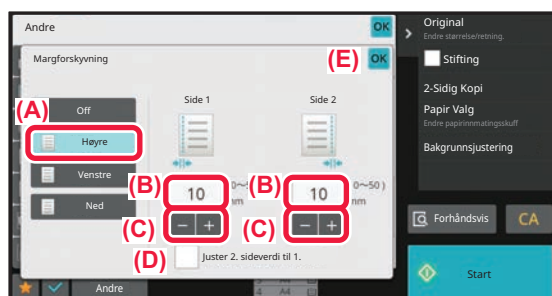 Andre
OK
Margforskyvning
(E)
OK
(A)
Off
Høyre
Venstre
Ned
Side 1
Side 2
(B)
10
(B)
10
0~50 )
mm
(C)
− +
(C)
− +
(D)
Juster 2. sideverdi til 1.
Andre
A4
Original
Endre størrelse/retning.
Stifting
2-Sidig Kopi
Papir Valg
Endre papirinnmatingsskuff
Bakgrunnsjustering
Forhåndsvis
CA
Start